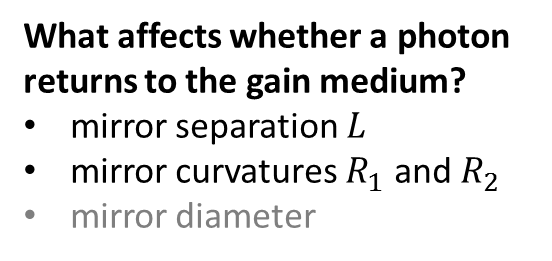 What affects whether a photon
returns to the gain medium?
• mirror separation L
• mirror curvatures R₁ and R₂
• mirror diameter